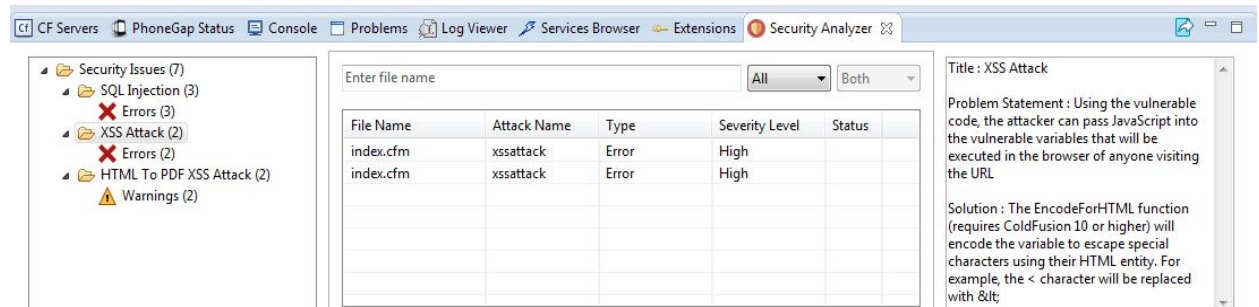 Cf CF Servers PhoneGap Status Console Problems Log Viewer Services Browser Extensions Security Analyzer
Security Issues (7)
SQL Injection (3)
Errors (3)
XSS Attack (2)
Errors (2)
HTML To PDF XSS Attack (2)
Warnings (2)
Enter file name All Both
File Name Attack Name Type Severity Level Status
index.cfm xssattack Error High
index.cfm xssattack Error High
Title : XSS Attack
Problem Statement : Using the vulnerable
code, the attacker can pass JavaScript into
the vulnerable variables that will be
executed in the browser of anyone visiting
the URL
Solution : The EncodeForHTML function
(requires ColdFusion 10 or higher) will
encode the variable to escape special
characters using their HTML entity. For
example, the < character will be replaced
with &lt;